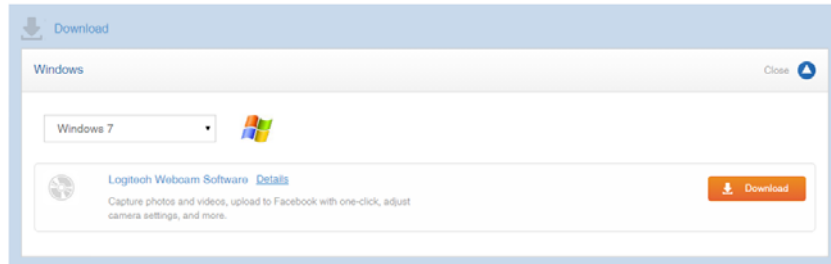 Download
Windows
Close
Windows 7
Logitech Webcam Software Details
Capture photos and videos, upload to Facebook with one-click, adjust
camera settings, and more.
Download